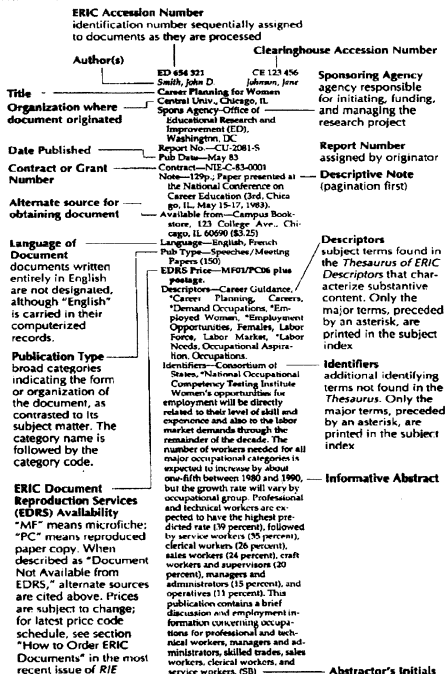 ERIC Accession Number
identification number sequentially assigned
to documents as they are processed
Clearinghouse Accession Number
Author(s)
ED 654 321 CE 123 456
Smith, John D. Johnson, Jane
Title
Career Planning for Women
Organization where
document originated
Central Univ., Chicago, IL
Spons Agency—Office of
Educational Research and
Improvement (ED),
Washington, DC
Sponsoring Agency
agency responsible
for initiating, funding,
and managing the
research project
Date Published
Report No.—CU-2081-S
Pub Date—May 83
Report Number
assigned by originator
Contract or Grant
Number
Contract—NIE-C-83-0001
Note—129p.; Paper presented at
the National Conference on
Career Education (3rd, Chica
go, IL, May 15-17, 1983).
Descriptive Note
(pagination first)
Alternate source for
obtaining document
Available from—Campus Book-
store, 123 College Ave., Chi-
cago, IL 60690 ($3.25)
Language of
Document
documents written
entirely in English
are not designated,
although "English"
is carried in their
computerized
records.
Language—English, French
Pub Type—Speeches/Meeting
Papers (150)
EDRS Price—MF01/PC06 plus
postage.
Descriptors—Career Guidance,
*Career Planning, Careers,
*Demand Occupations, *Em-
ployed Women, *Employment
Opportunities, Females, Labor
Force, Labor Market, *Labor
Needs, Occupational Aspira-
tion, Occupations.
Descriptors
subject terms found in
the Thesaurus of ERIC
Descriptors that char-
acterize substantive
content. Only the
major terms, preceded
by an asterisk, are
printed in the subject
index
Publication Type
broad categories
indicating the form
or organization of
the document, as
contrasted to its
subject matter. The
category name is
followed by the
category code.
Identifiers—Consortium of
States, *National Occupational
Competency Testing Institute
Women's opportunities for
employment will be directly
related to their level of skill and
experience and also to the labor
market demands through the
remainder of the decade. The
number of workers needed for all
major occupational categories is
expected to increase by about
one-fifth between 1980 and 1990,
but the growth rate will vary by
occupational group. Professional
and technical workers are ex-
pected to have the highest pre-
dicted rate (39 percent), followed
by service workers (35 percent),
clerical workers (26 percent),
sales workers (24 percent), craft
workers and supervisors (20
percent), managers and
administrators (15 percent), and
operatives (11 percent). This
publication contains a brief
discussion and employment in-
formation concerning occupa-
tions for professional and tech-
nical workers, managers and ad-
ministrators, skilled trades, sales
workers, clerical workers, and
service workers. (SB)
Identifiers
additional identifying
terms not found in the
Thesaurus. Only the
major terms, preceded
by an asterisk, are
printed in the subject
index
Informative Abstract
ERIC Document
Reproduction Services
(EDRS) Availability
"MF" means microfiche;
"PC" means reproduced
paper copy. When
described as "Document
Not Available from
EDRS," alternate sources
are cited above. Prices
are subject to change;
for latest price code
schedule, see section
"How to Order ERIC
Documents" in the most
recent issue of RIE
Abstractor's Initials